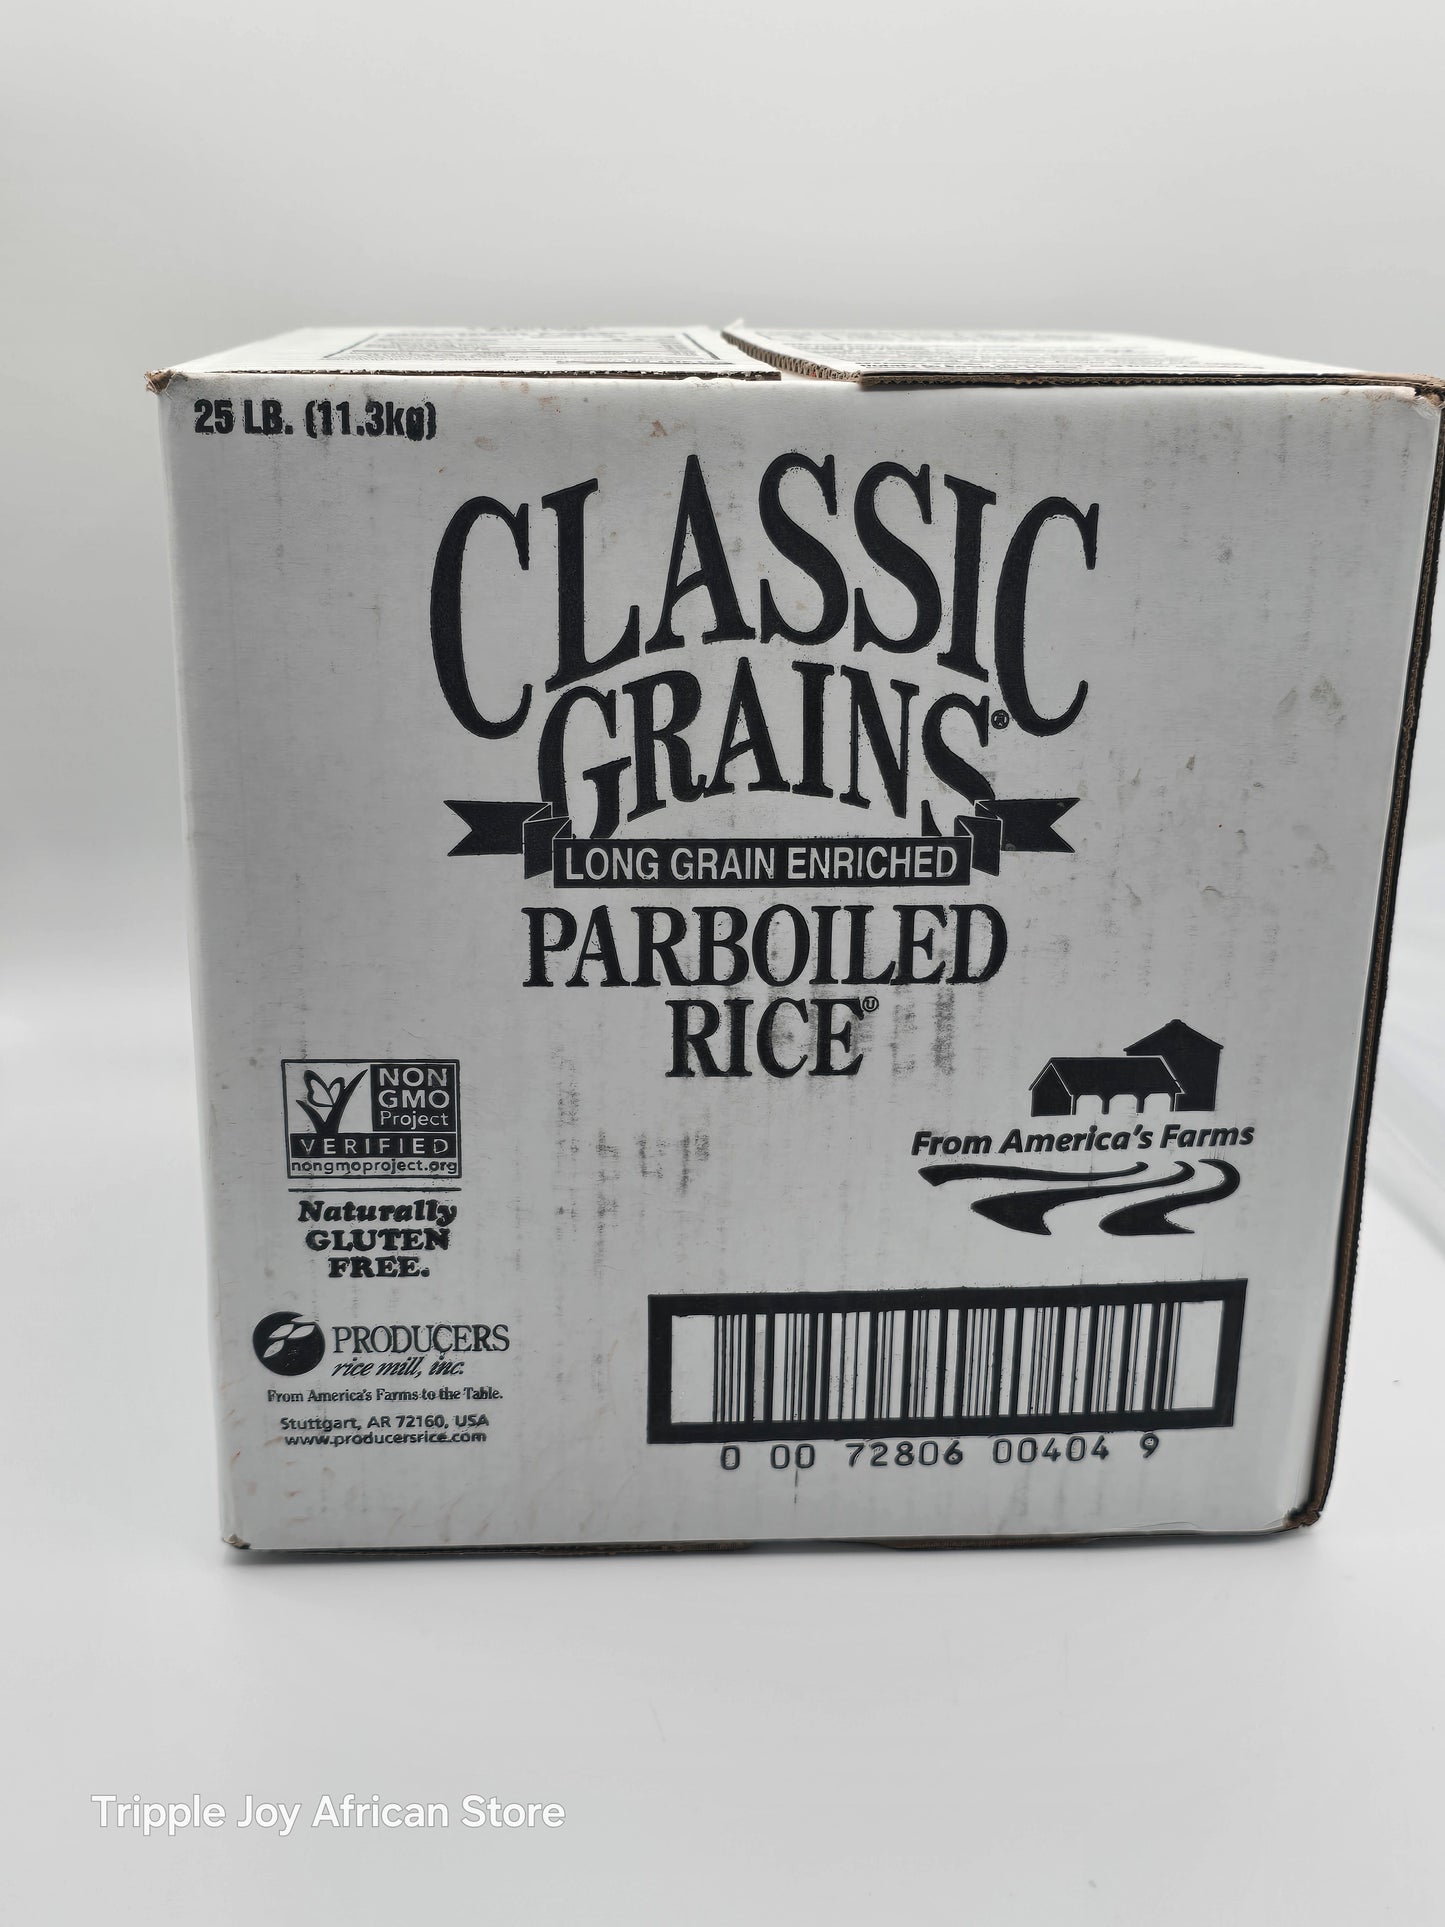 25 LB. (11.3kg)
CLASSIC
GRAINS®
LONG GRAIN ENRICHED
PARBOILED
RICE Ⓤ
NON
GMO
Project
VERIFIED
nongmoproject.org
Naturally
GLUTEN
FREE.
From America's Farms
PRODUCERS
rice mill, inc.
From America's Farms to the Table.
Stuttgart, AR 72160, USA
www.producersrice.com
0 00 72806 00404 9
Tripple Joy African Store